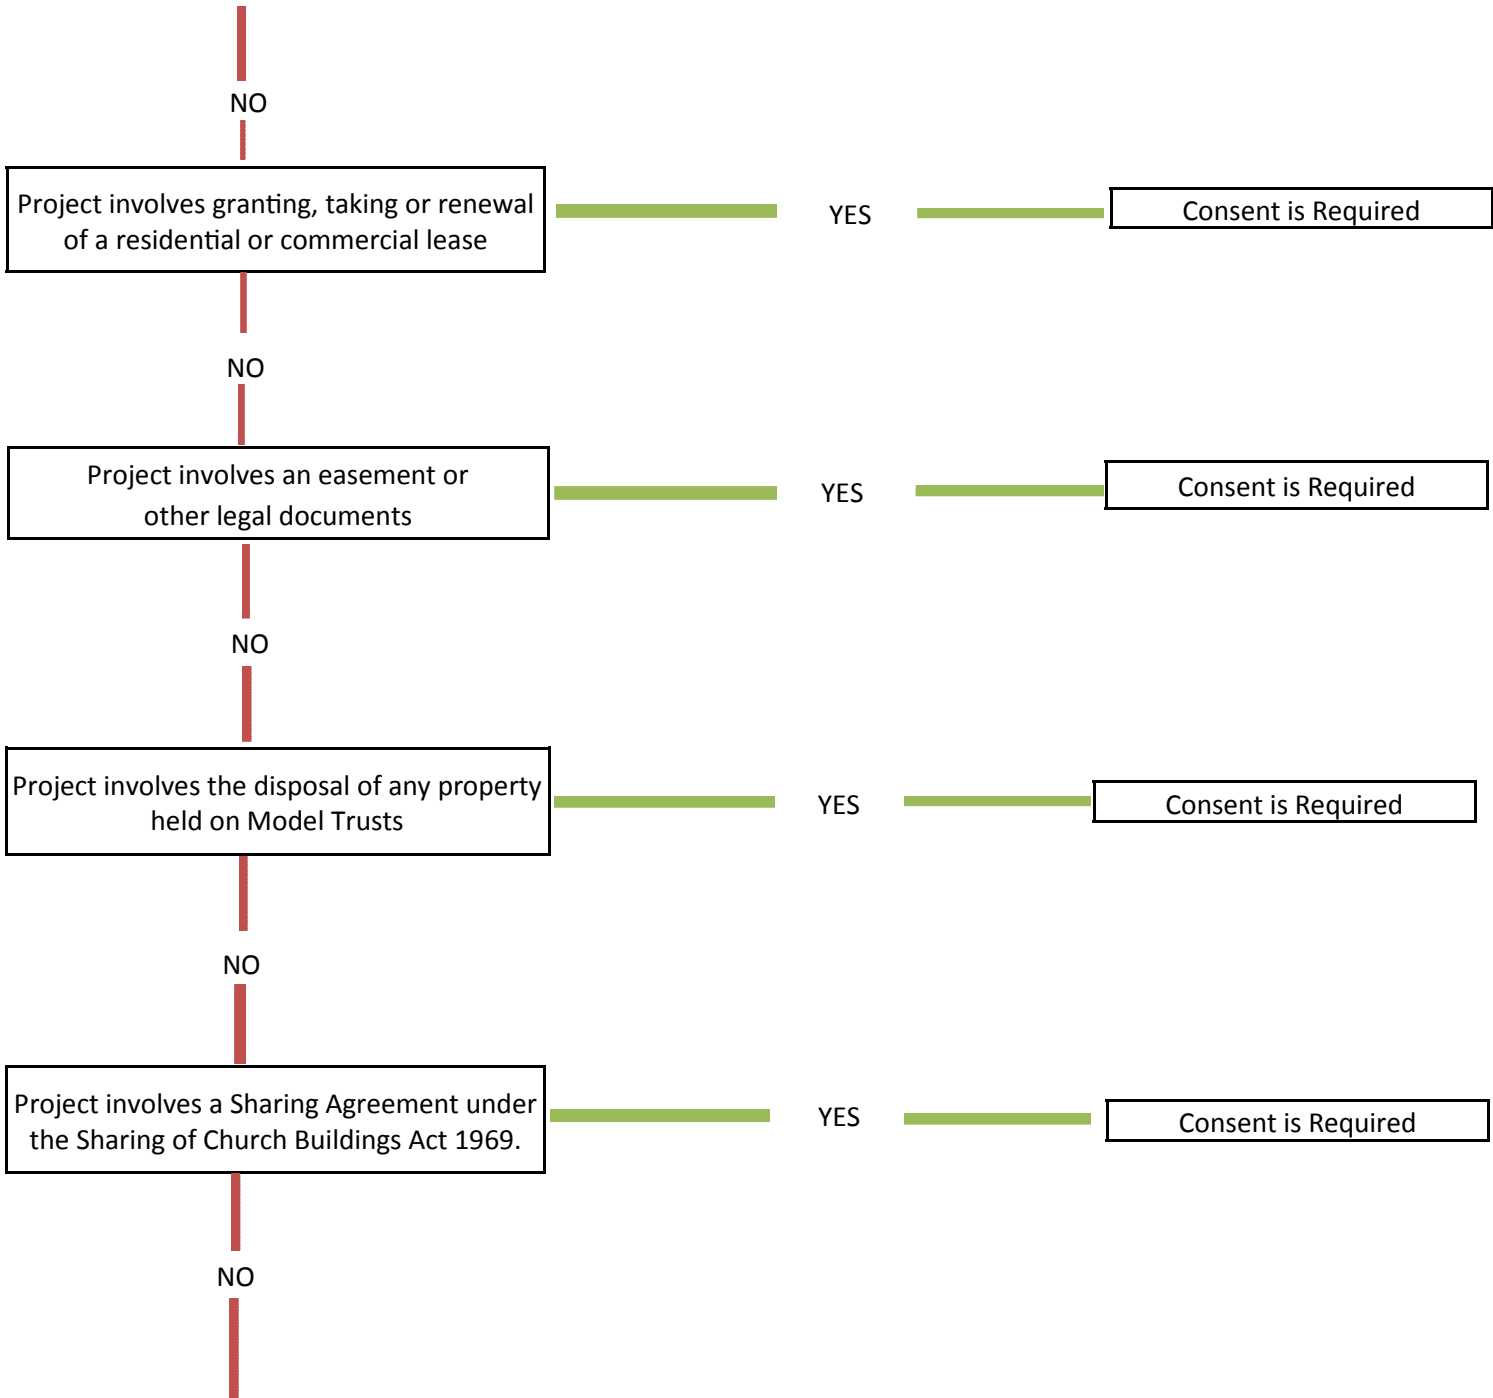 NO
Project involves granting, taking or renewal
of a residential or commercial lease
YES
Consent is Required
NO
Project involves an easement or
other legal documents
YES
Consent is Required
NO
Project involves the disposal of any property
held on Model Trusts
YES
Consent is Required
NO
Project involves a Sharing Agreement under
the Sharing of Church Buildings Act 1969.
YES
Consent is Required
NO